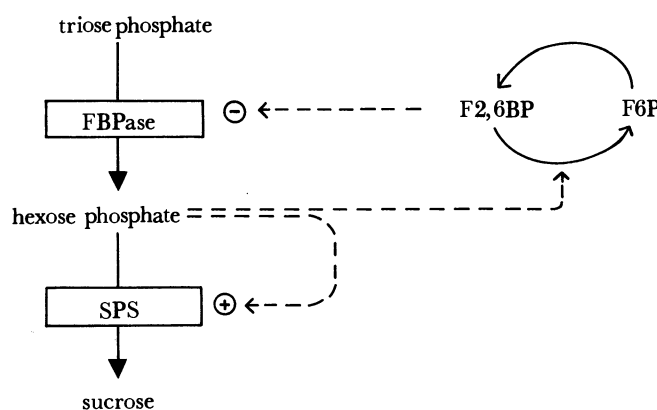 triose phosphate
FBPase
⊖
F2,6BP
F6P
hexose phosphate
SPS
⊕
sucrose